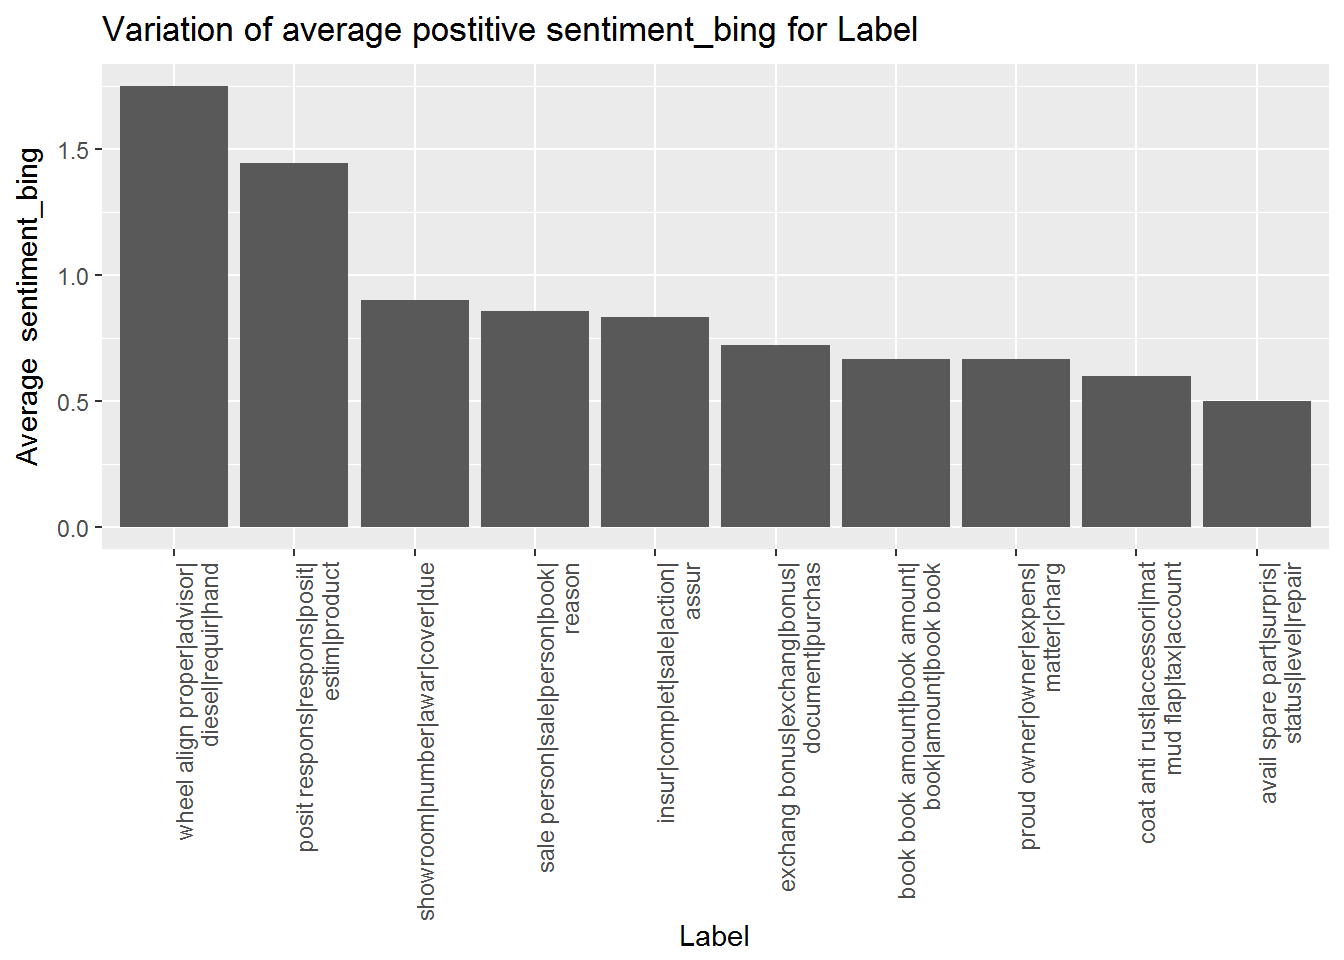 Variation of average postitive sentiment_bing for Label
Average  sentiment_bing
1.5
1.0
0.5
0.0
wheel align proper|advisor|
diesel|requir|hand
posit respons|respons|posit|
estim|product
showroom|number|awar|cover|due
sale person|sale|person|book|
reason
insur|complet|sale|action|
assur
exchang bonus|exchang|bonus|
document|purchas
book book amount|book amount|
book|amount|book book
proud owner|owner|expens|
matter|charg
coat anti rust|accessori|mat
mud flap|tax|account
avail spare part|surpris|
status|level|repair
Label